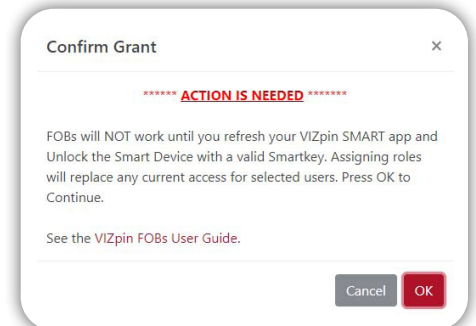 Confirm Grant ×
****** ACTION IS NEEDED *******
FOBs will NOT work until you refresh your VIZpin SMART app and
Unlock the Smart Device with a valid Smartkey. Assigning roles
will replace any current access for selected users. Press OK to
Continue.
See the VIZpin FOBs User Guide.
Cancel OK